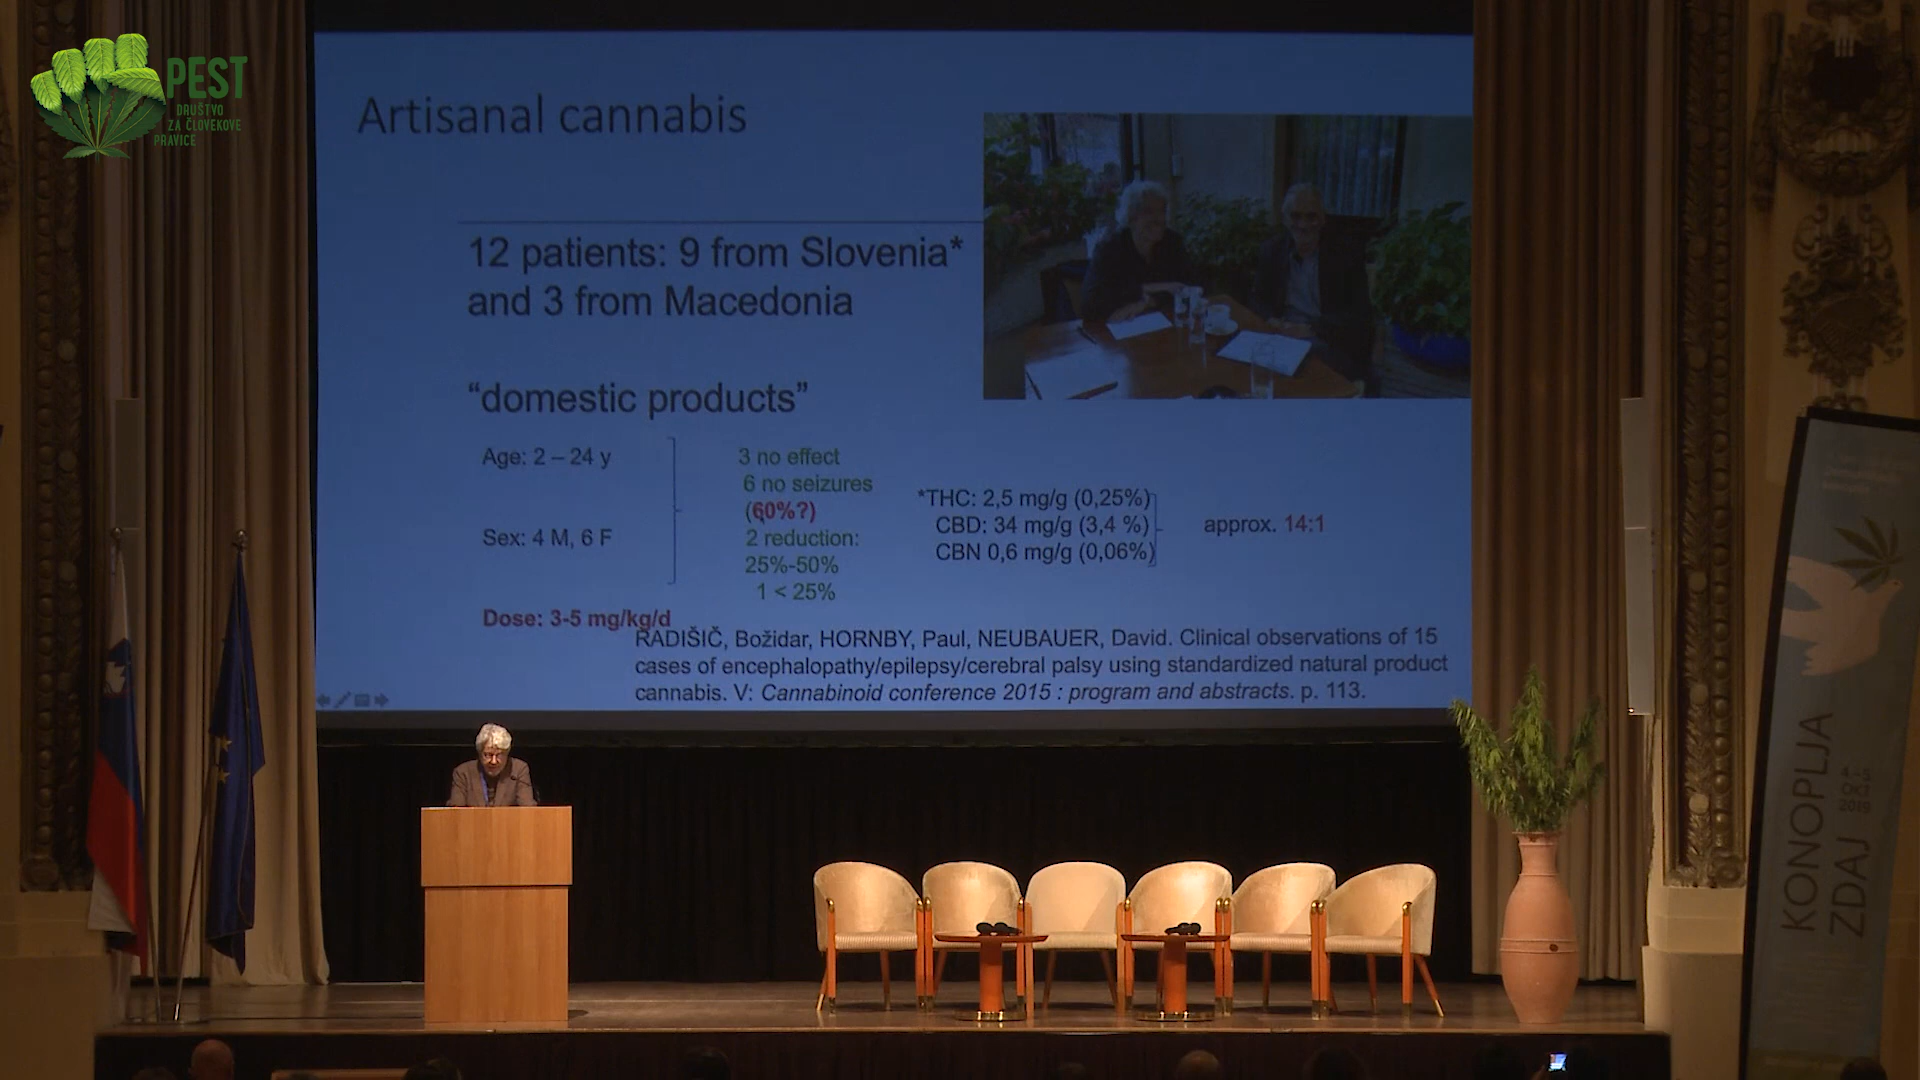 PEST
DRUŠTVO
ZA ČLOVEKOVE
PRAVICE
Artisanal cannabis
12 patients: 9 from Slovenia*
and 3 from Macedonia
“domestic products”
Age: 2 – 24 y
Sex: 4 M, 6 F
Dose: 3-5 mg/kg/d
3 no effect
6 no seizures
(60%?)
2 reduction:
25%-50%
1 < 25%
*THC: 2,5 mg/g (0,25%)
CBD: 34 mg/g (3,4 %)
CBN 0,6 mg/g (0,06%)
approx. 14:1
RADIŠIČ, Božidar, HORNBY, Paul, NEUBAUER, David. Clinical observations of 15
cases of encephalopathy/epilepsy/cerebral palsy using standardized natural product
cannabis. V: Cannabinoid conference 2015 : program and abstracts. p. 113.
KONOPLJA
ZDAJ
4.-5
OKT
2019